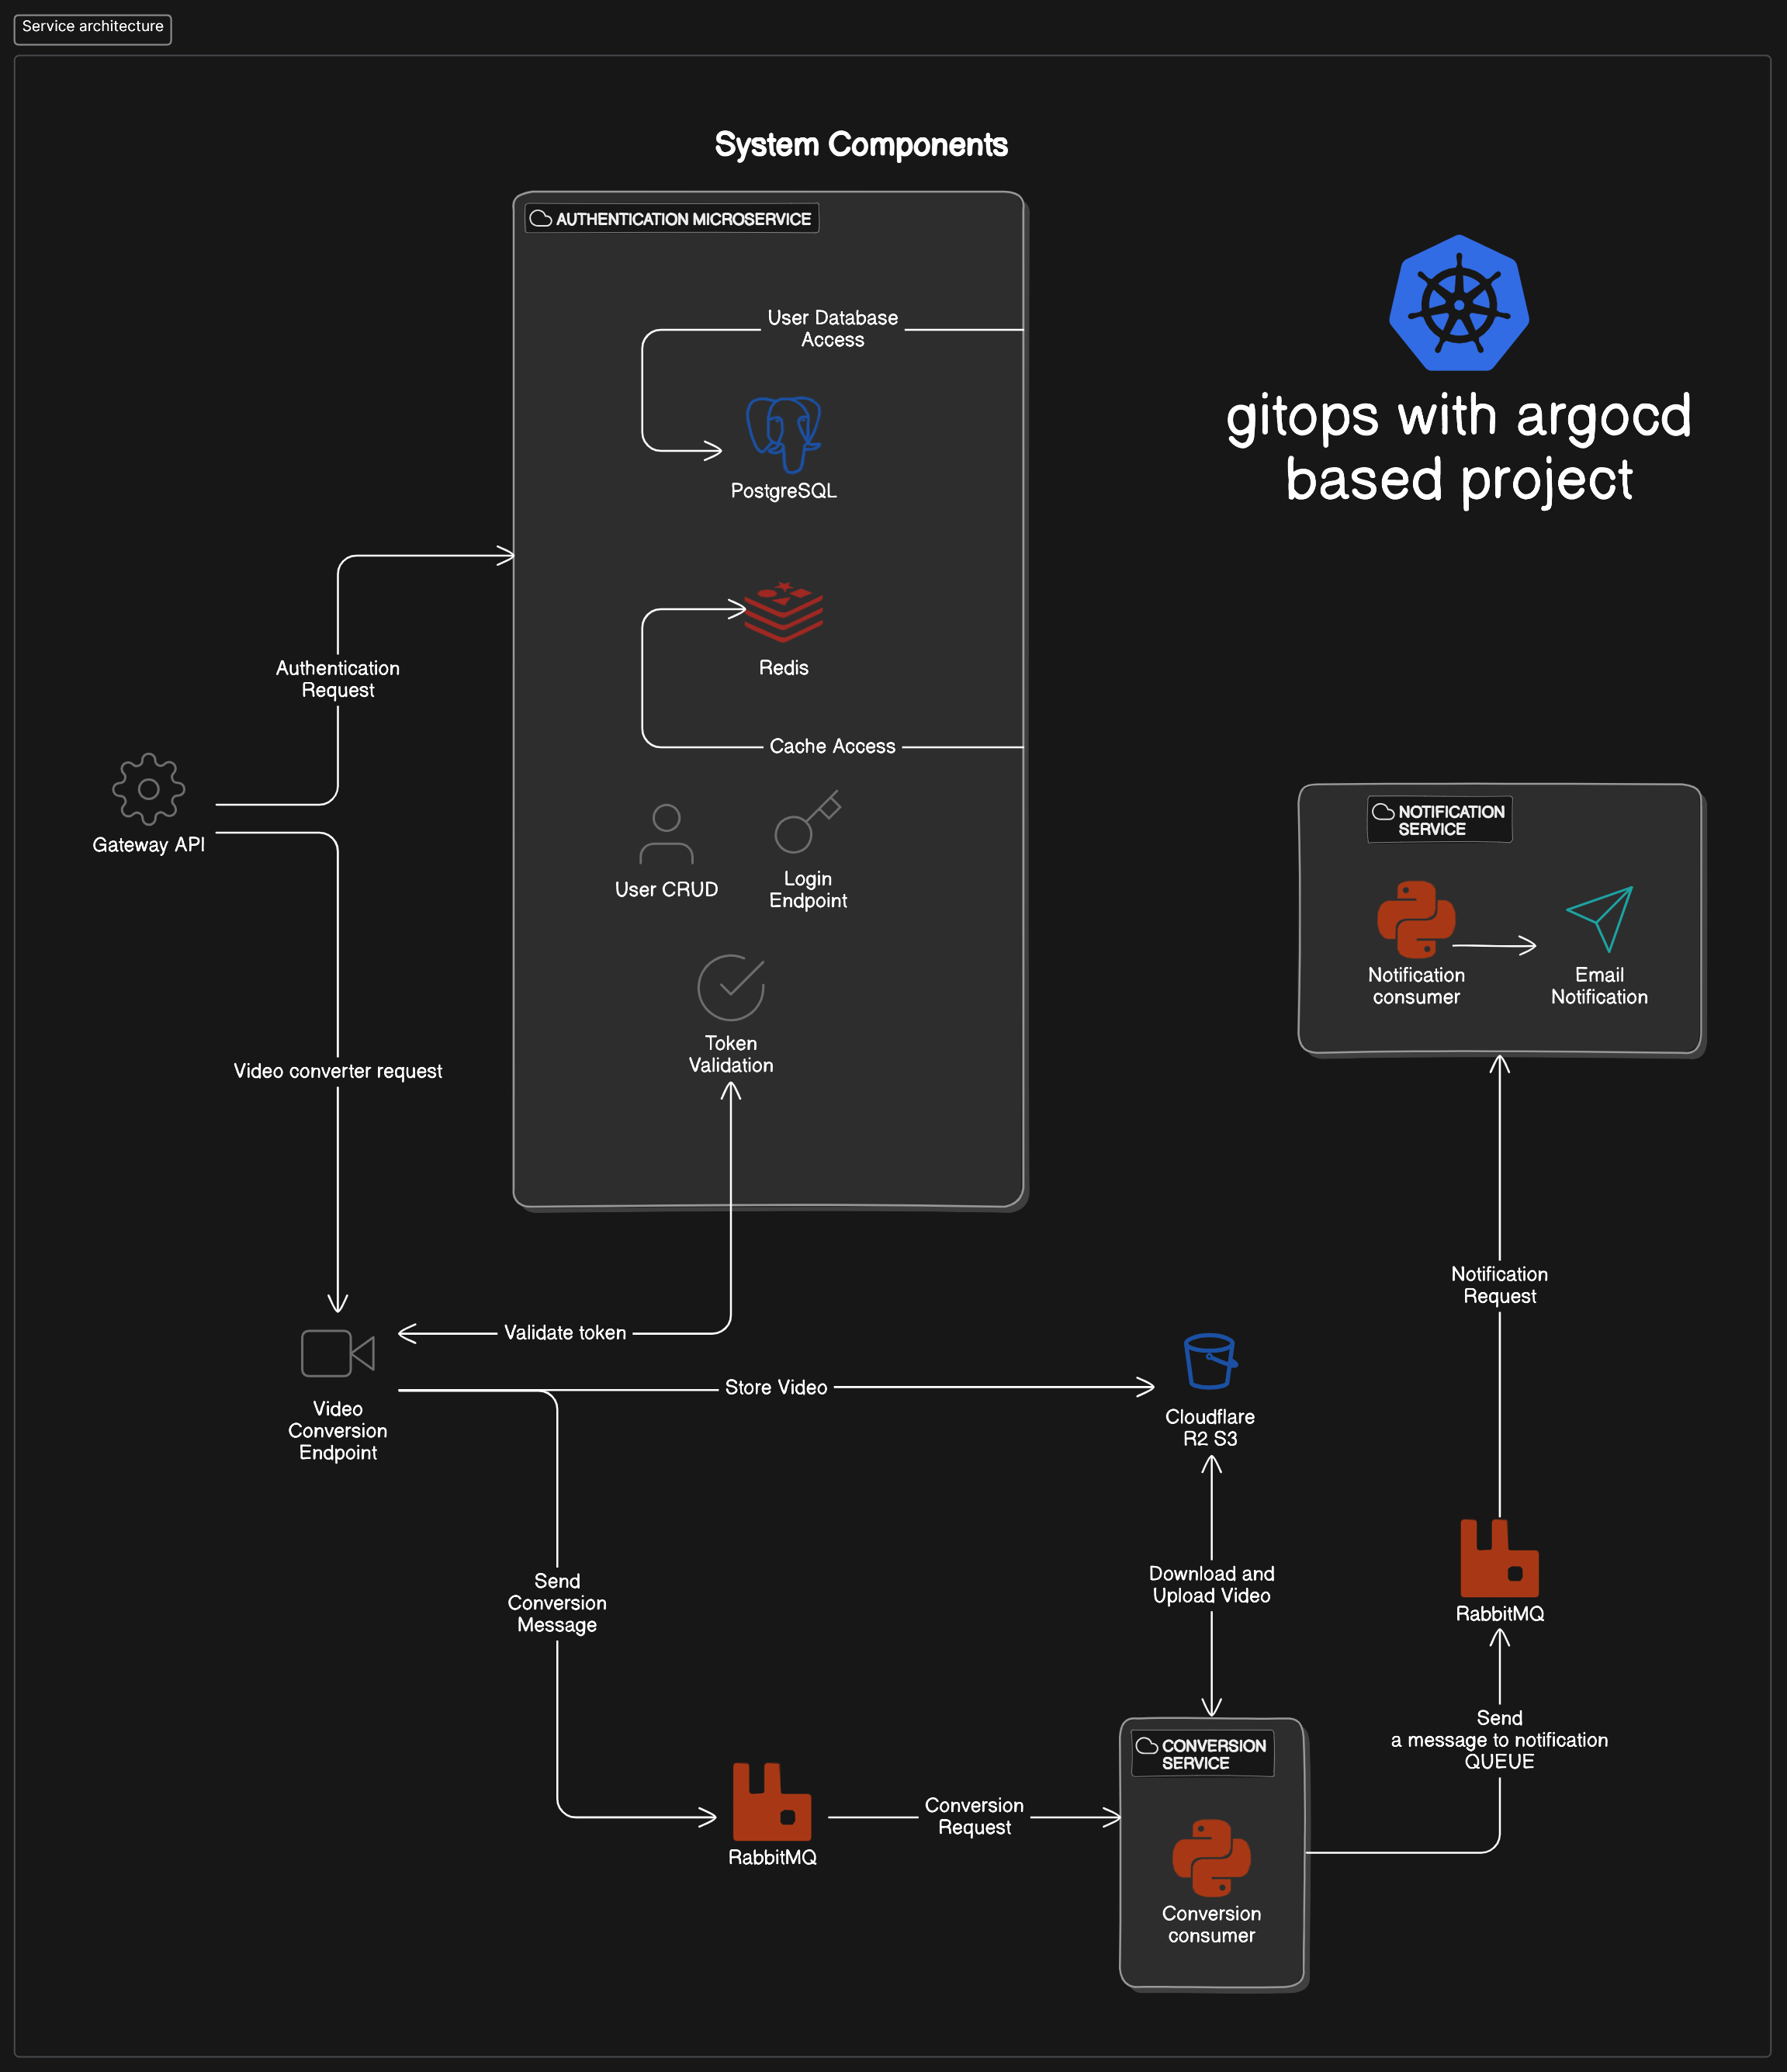 Service architecture
System Components
AUTHENTICATION MICROSERVICE
User Database
Access
PostgreSQL
gitops with argocd
based project
Redis
Authentication
Request
Cache Access
Gateway API
User CRUD
Login
Endpoint
Token
Validation
NOTIFICATION
SERVICE
Notification
consumer
Email
Notification
Video converter request
Notification
Request
Validate token
Video
Conversion
Endpoint
Store Video
Cloudflare
R2 S3
Send
Conversion
Message
Download and
Upload Video
RabbitMQ
Send
a message to notification
QUEUE
RabbitMQ
Conversion
Request
CONVERSION
SERVICE
Conversion
consumer